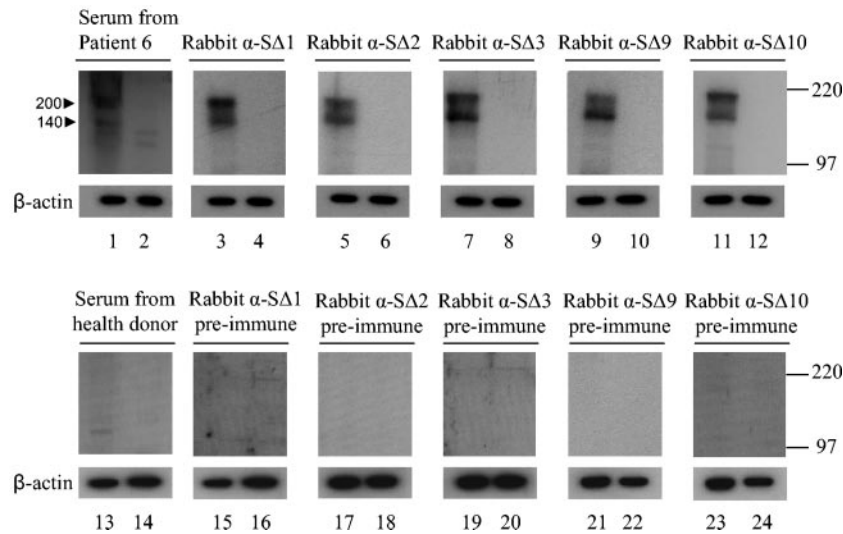 Serum from
Patient 6 Rabbit α-SΔ1 Rabbit α-SΔ2 Rabbit α-SΔ3 Rabbit α-SΔ9 Rabbit α-SΔ10
220
200
140
97
β-actin
1 2 3 4 5 6 7 8 9 10 11 12
Serum from Rabbit α-SΔ1 Rabbit α-SΔ2 Rabbit α-SΔ3 Rabbit α-SΔ9 Rabbit α-SΔ10
health donor pre-immune pre-immune pre-immune pre-immune pre-immune
220
97
β-actin
13 14 15 16 17 18 19 20 21 22 23 24